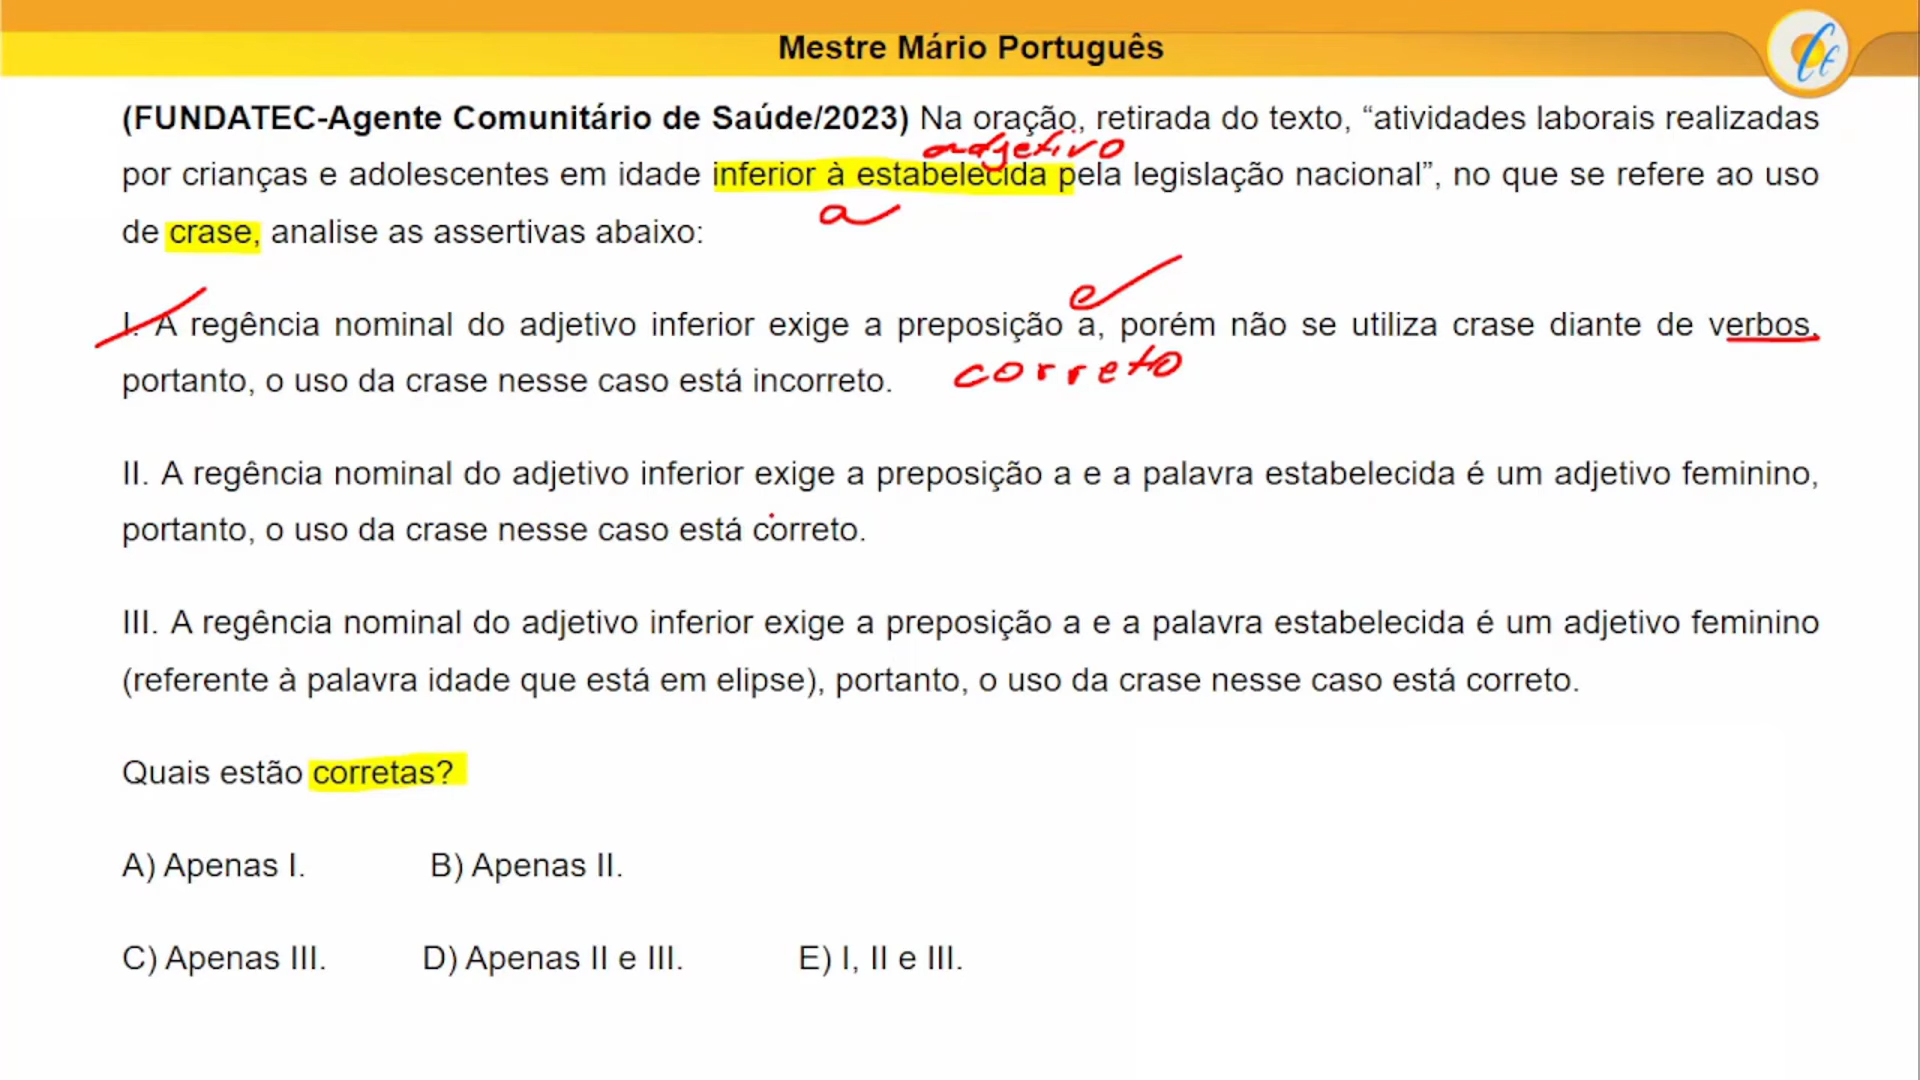 Mestre Mário Português
(FUNDATEC-Agente Comunitário de Saúde/2023) Na oração, retirada do texto, “atividades laborais realizadas
adjetivo
por crianças e adolescentes em idade inferior à estabelecida pela legislação nacional”, no que se refere ao uso
a
de crase, analise as assertivas abaixo:
I. A regência nominal do adjetivo inferior exige a preposição a, porém não se utiliza crase diante de verbos,
portanto, o uso da crase nesse caso está incorreto.
correto
II. A regência nominal do adjetivo inferior exige a preposição a e a palavra estabelecida é um adjetivo feminino,
portanto, o uso da crase nesse caso está correto.
III. A regência nominal do adjetivo inferior exige a preposição a e a palavra estabelecida é um adjetivo feminino
(referente à palavra idade que está em elipse), portanto, o uso da crase nesse caso está correto.
Quais estão corretas?
A) Apenas I. B) Apenas II.
C) Apenas III. D) Apenas II e III. E) I, II e III.